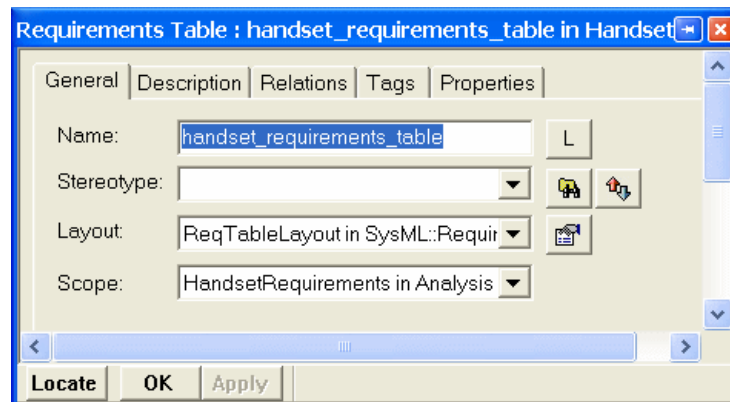 Requirements Table : handset_requirements_table in Handset
General Description Relations Tags Properties
Name: handset_requirements_table L
Stereotype:
Layout: ReqTableLayout in SysML::Requir
Scope: HandsetRequirements in Analysis
Locate OK Apply